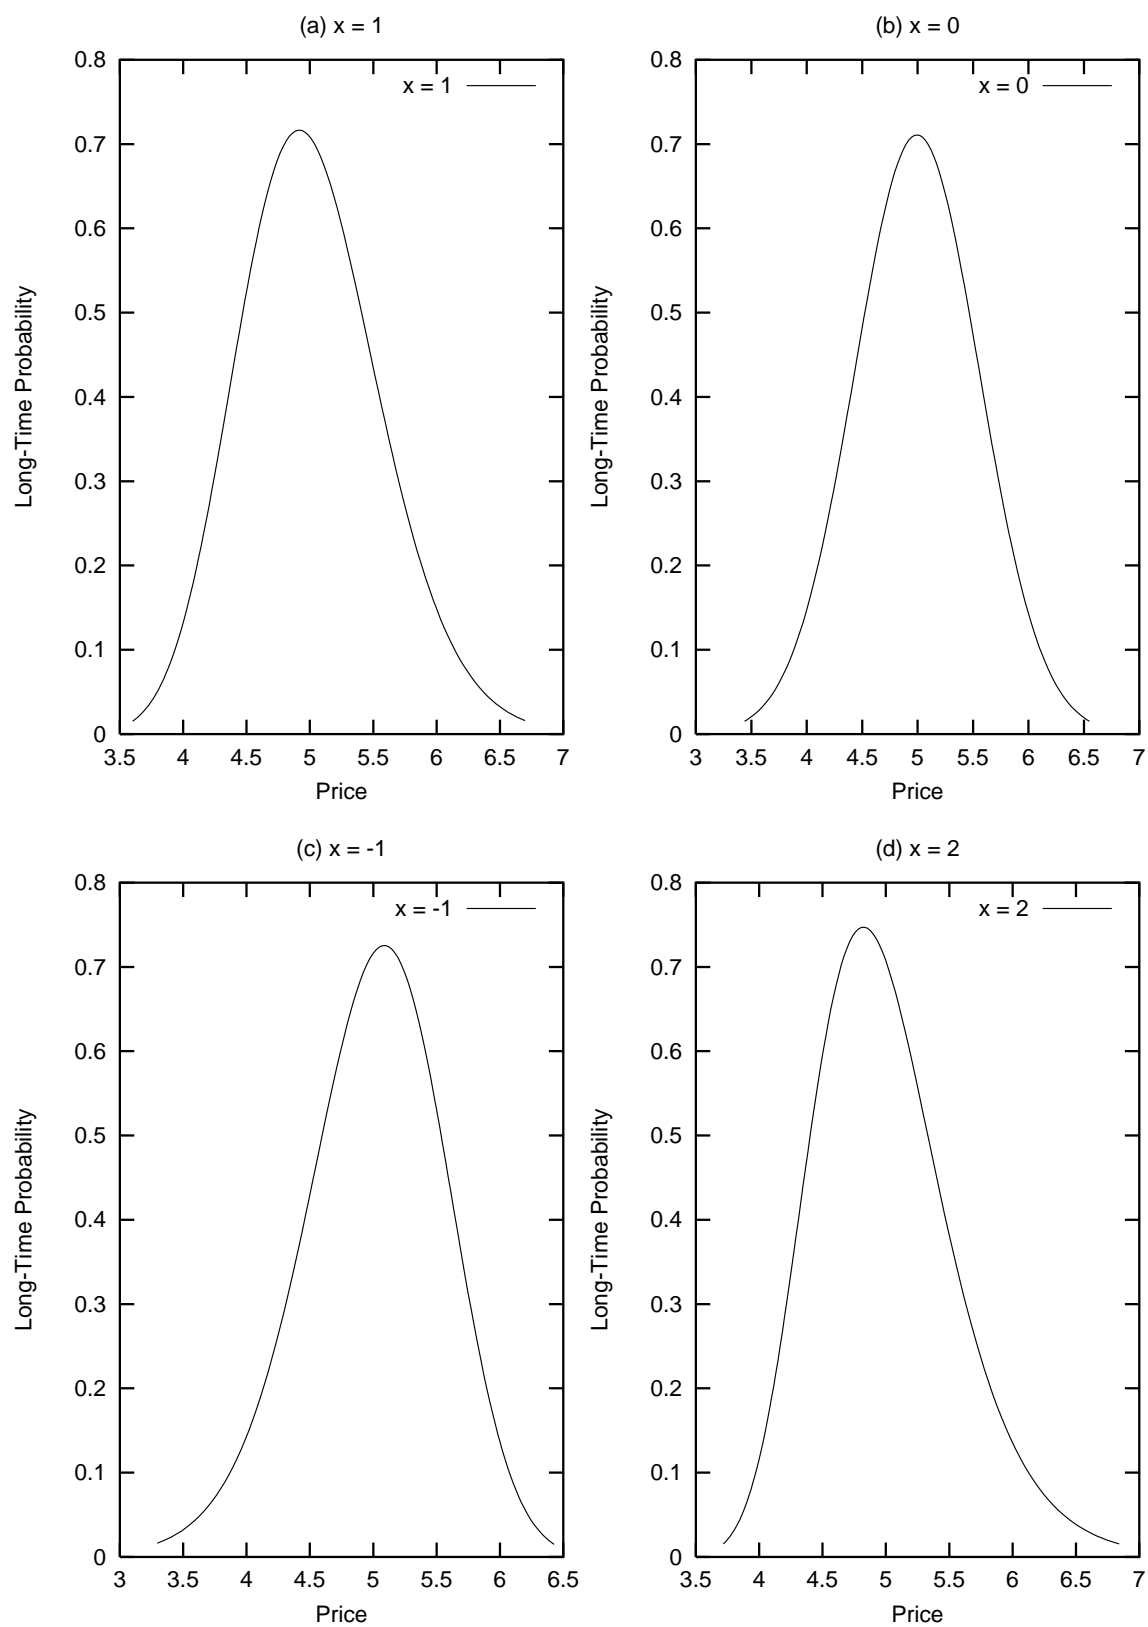 (a) x = 1
x = 1
0.8
0.7
0.6
0.5
0.4
0.3
0.2
0.1
0
Long-Time Probability
3.5 4 4.5 5 5.5 6 6.5 7
Price
(b) x = 0
x = 0
0.8
0.7
0.6
0.5
0.4
0.3
0.2
0.1
0
Long-Time Probability
3 3.5 4 4.5 5 5.5 6 6.5 7
Price
(c) x = -1
x = -1
0.8
0.7
0.6
0.5
0.4
0.3
0.2
0.1
0
Long-Time Probability
3 3.5 4 4.5 5 5.5 6 6.5
Price
(d) x = 2
x = 2
0.8
0.7
0.6
0.5
0.4
0.3
0.2
0.1
0
Long-Time Probability
3.5 4 4.5 5 5.5 6 6.5 7
Price